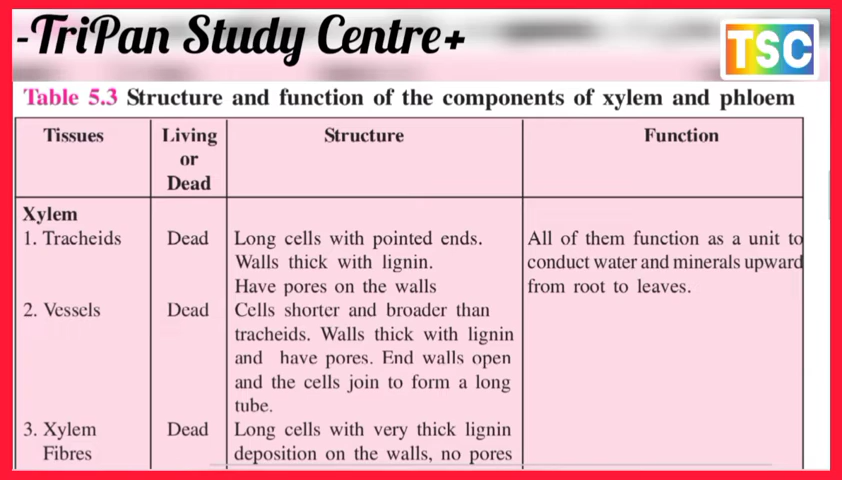 -TriPan Study Centre+
TSC
Table 5.3 Structure and function of the components of xylem and phloem
Tissues
Living
or
Dead
Structure
Function
Xylem
1. Tracheids
Dead
Long cells with pointed ends.
Walls thick with lignin.
Have pores on the walls
All of them function as a unit to
conduct water and minerals upward
from root to leaves.
2. Vessels
Dead
Cells shorter and broader than
tracheids. Walls thick with lignin
and have pores. End walls open
and the cells join to form a long
tube.
3. Xylem
Fibres
Dead
Long cells with very thick lignin
deposition on the walls, no pores